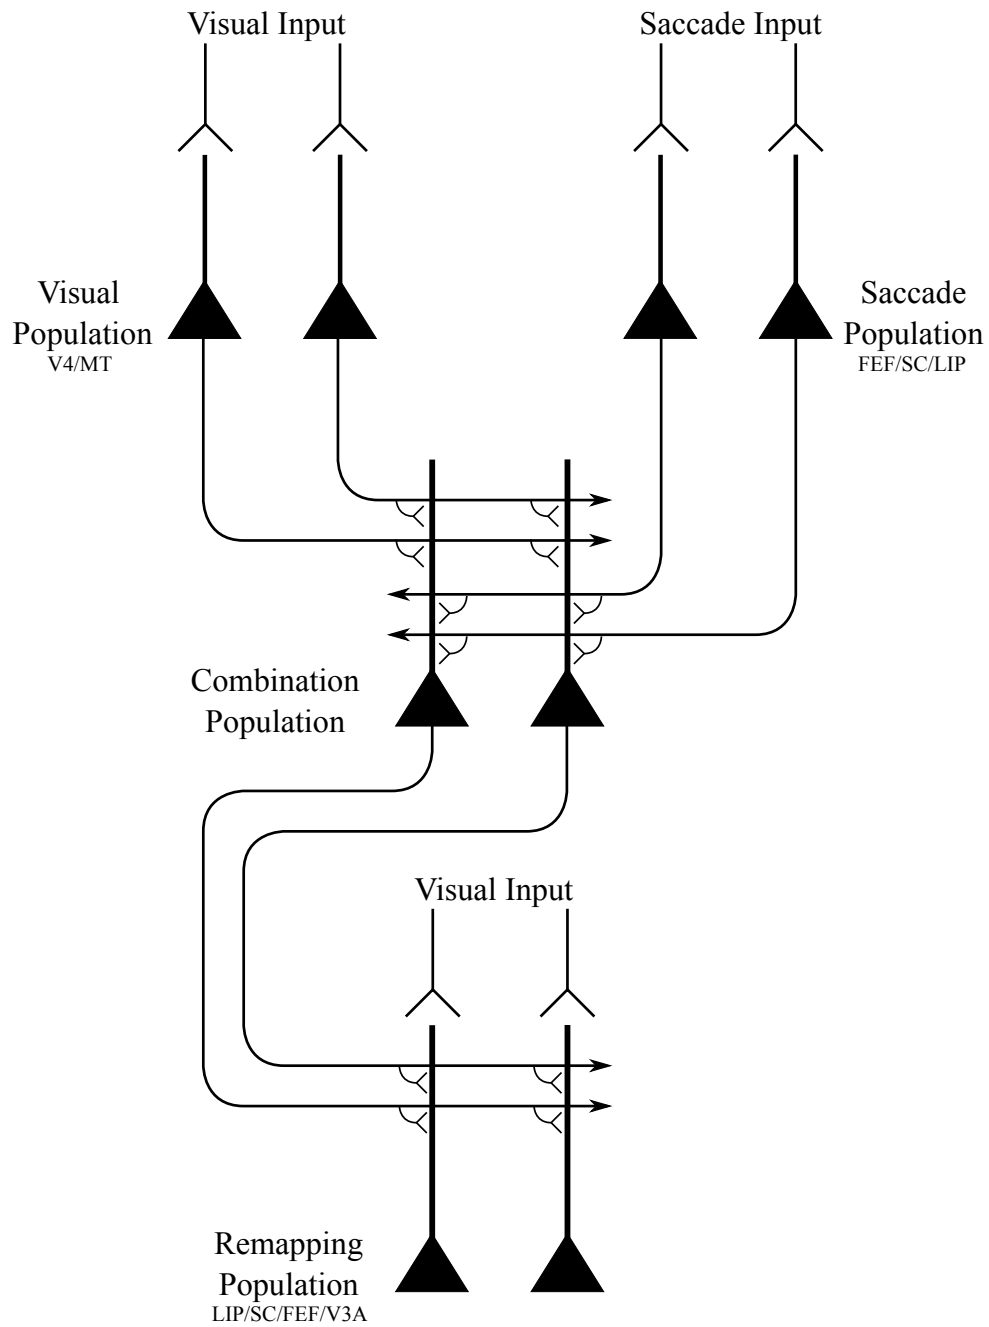 Visual Input
Saccade Input
Visual
Population
V4/MT
Saccade
Population
FEF/SC/LIP
Combination
Population
Visual Input
Remapping
Population
LIP/SC/FEF/V3A